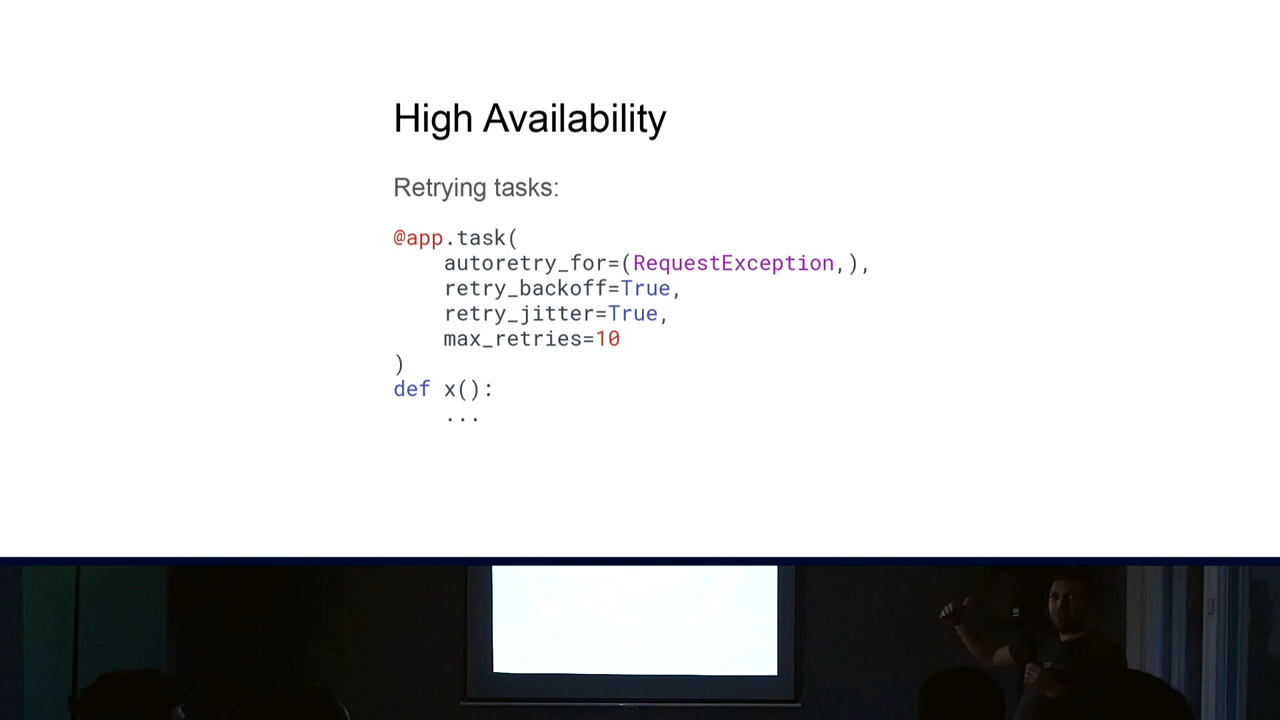 High Availability
Retrying tasks:
@app.task(
    autoretry_for=(RequestException,),
    retry_backoff=True,
    retry_jitter=True,
    max_retries=10
)
def x():
    ...